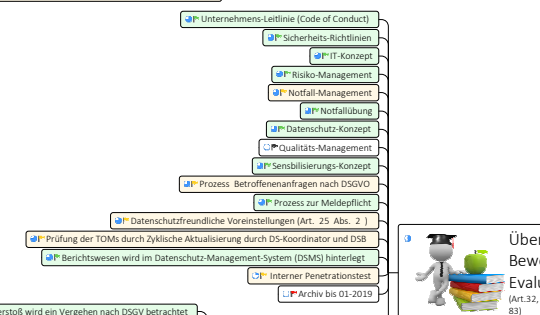 Unternehmens-Leitlinie (Code of Conduct)
Sicherheits-Richtlinien
IT-Konzept
Risiko-Management
Notfall-Management
Notfallübung
Datenschutz-Konzept
Qualitäts-Management
Sensbilisierungs-Konzept
Prozess Betroffenenanfragen nach DSGVO
Prozess zur Meldepflicht
Datenschutzfreundliche Voreinstellungen (Art. 25 Abs. 2 )
Prüfung der TOMs durch Zyklische Aktualisierung durch DS-Koordinator und DSB
Berichtswesen wird im Datenschutz-Management-System (DSMS) hinterlegt
Interner Penetrationstest
Archiv bis 01-2019
erstoß wird ein Vergehen nach DSGV betrachtet
Über
Bewe
Evalu
(Art.32,
83)